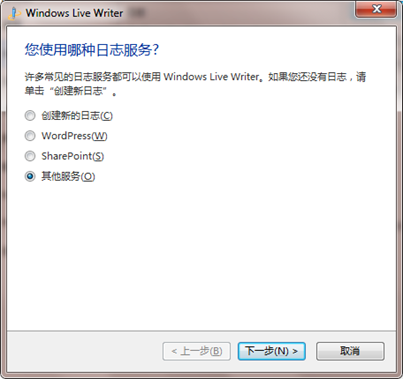 Windows Live Writer
您使用哪种日志服务?
许多常见的日志服务都可以使用 Windows Live Writer。如果您还没有日志，请
单击“创建新日志”。
创建新的日志(C)
WordPress(W)
SharePoint(S)
其他服务(O)
< 上一步(B) 下一步(N) > 取消